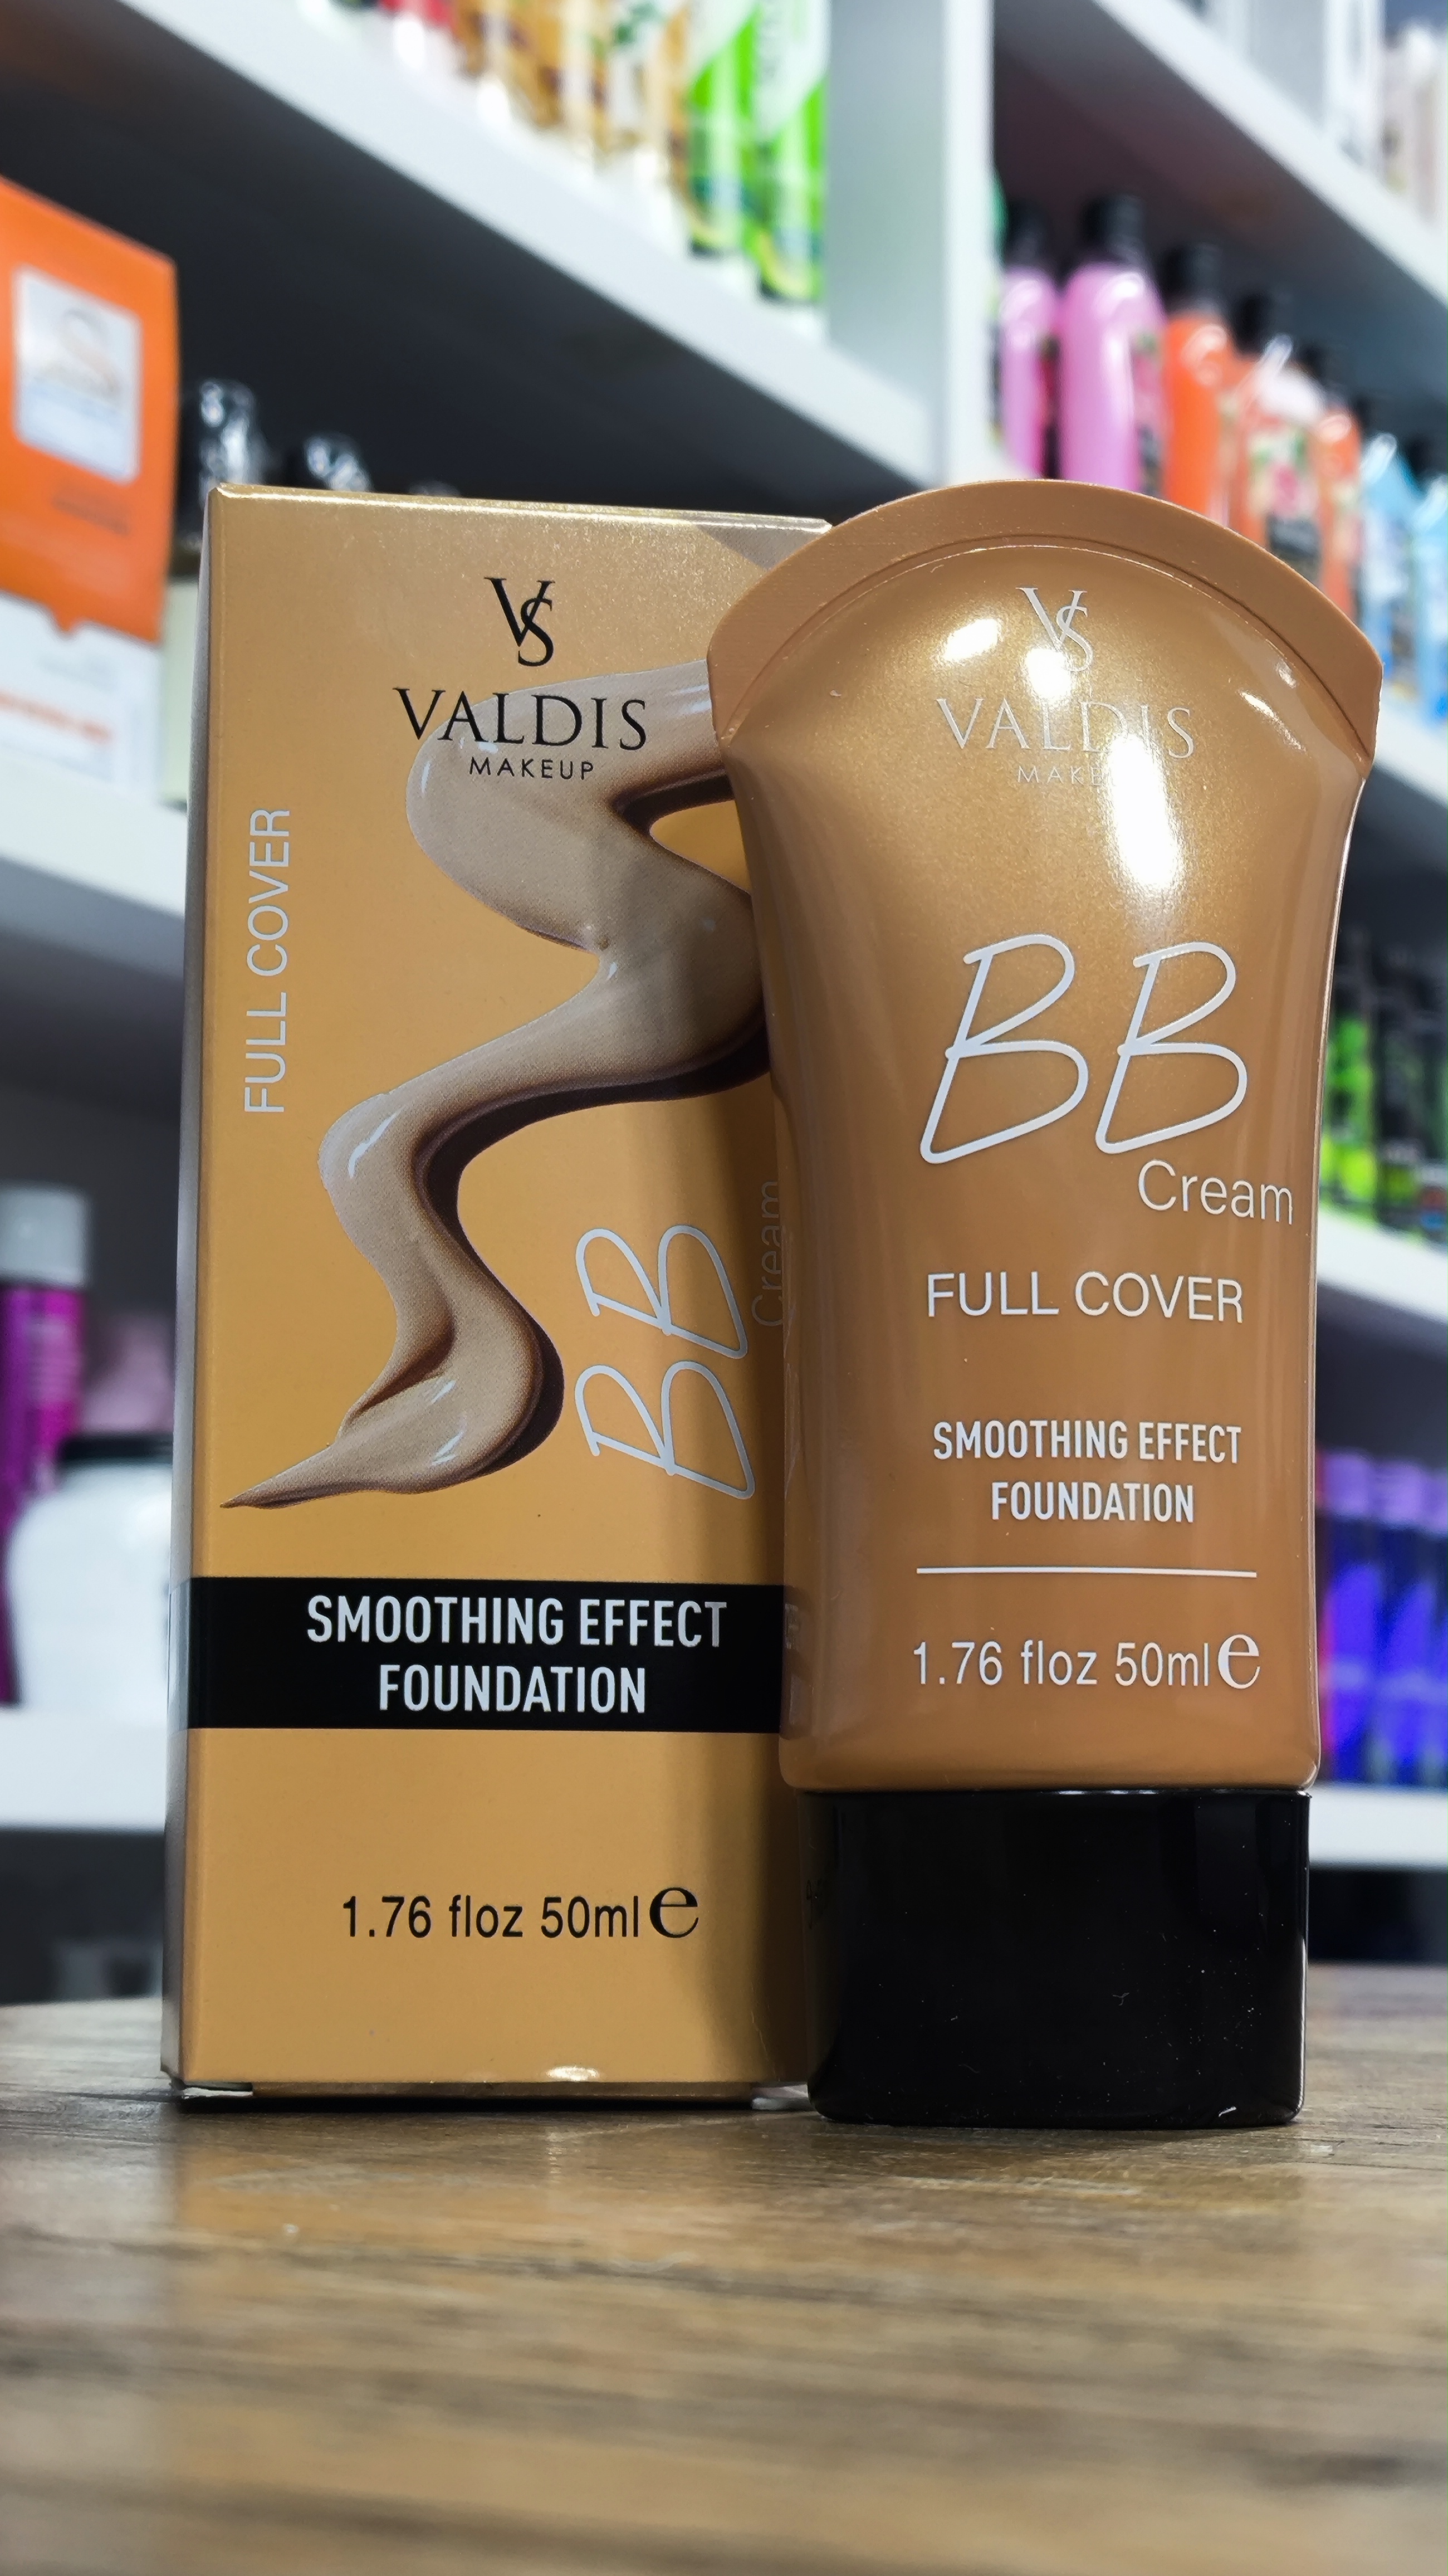 VS
VALDIS
MAKEUP
FULL COVER
BB
Cream
SMOOTHING EFFECT
FOUNDATION
1.76 floz 50ml e
VS
VALDIS
MAKE
BB
Cream
FULL COVER
SMOOTHING EFFECT
FOUNDATION
1.76 floz 50ml e